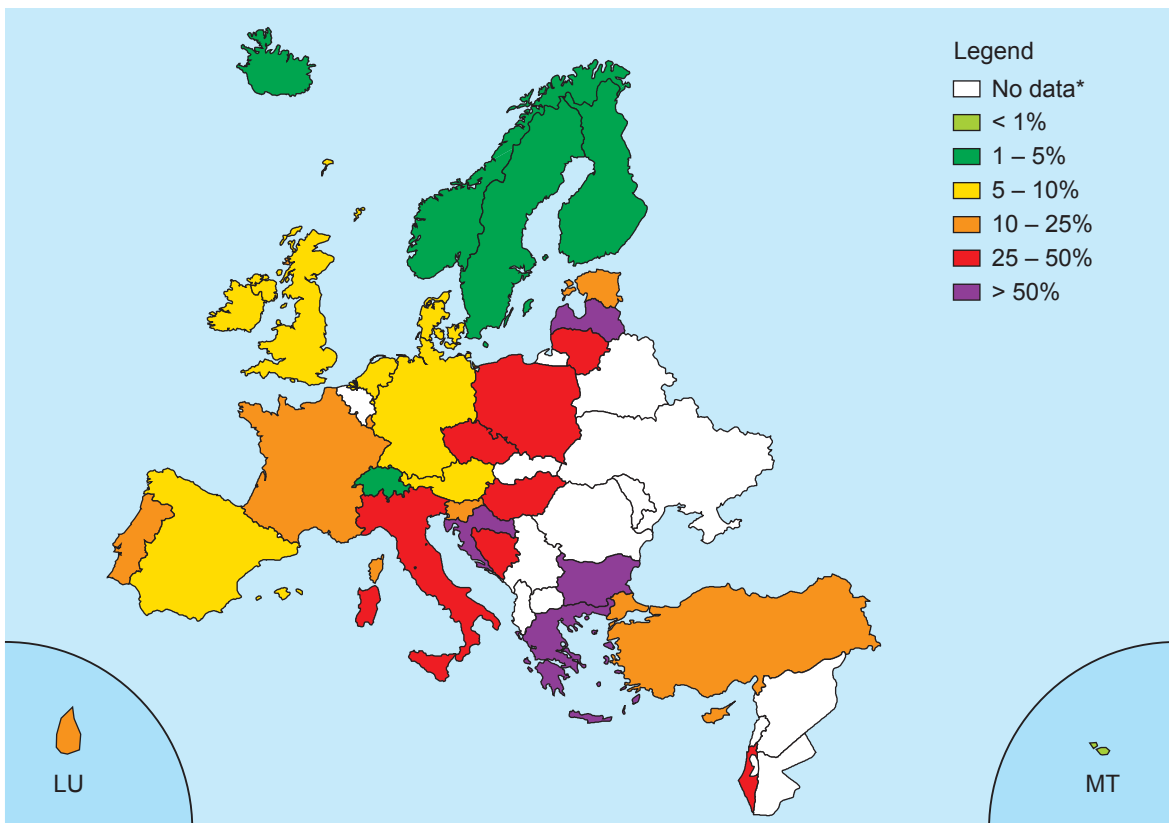 Legend
No data*
< 1%
1 – 5%
5 – 10%
10 – 25%
25 – 50%
> 50%
LU
MT